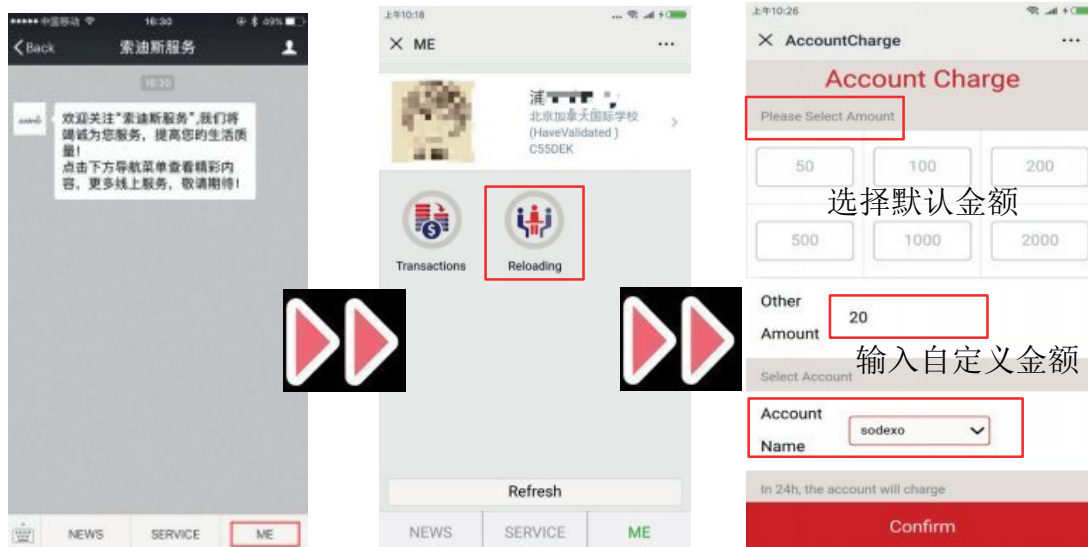 中国移动
16:30
49%
Back
索迪斯服务
16:30
欢迎关注"索迪斯服务",我们将
竭诚为您服务，提高您的生活质
量!
点击下方导航菜单查看精彩内
容，更多线上服务，敬请期待!
NEWS
SERVICE
ME
上午10:18
ME
浦
北京加拿大国际学校
(HaveValidated )
C55DEK
Transactions
Reloading
Refresh
NEWS
SERVICE
ME
上午10:26
AccountCharge
Account Charge
Please Select Amount
50
100
200
选择默认金额
500
1000
2000
Other
Amount
20
输入自定义金额
Select Account
Account
Name
sodexo
In 24h, the account will charge
Confirm